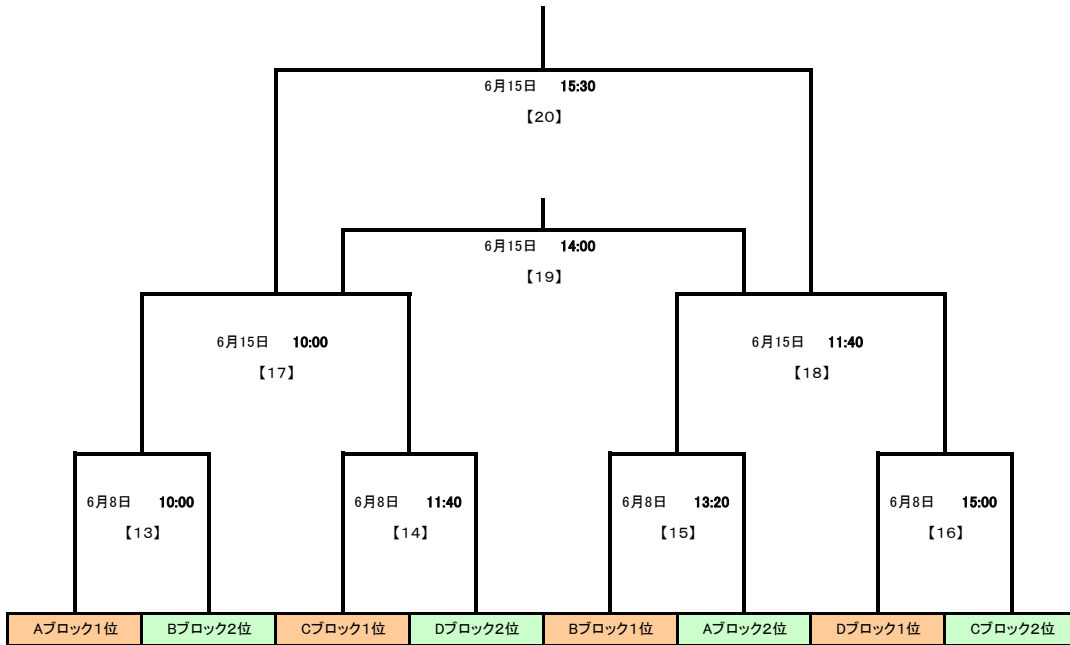 6月15日 15:30
【20】
6月15日 14:00
【19】
6月15日 10:00
【17】
6月15日 11:40
【18】
6月8日 10:00
【13】
6月8日 11:40
【14】
6月8日 13:20
【15】
6月8日 15:00
【16】
Aブロック1位
Bブロック2位
Cブロック1位
Dブロック2位
Bブロック1位
Aブロック2位
Dブロック1位
Cブロック2位